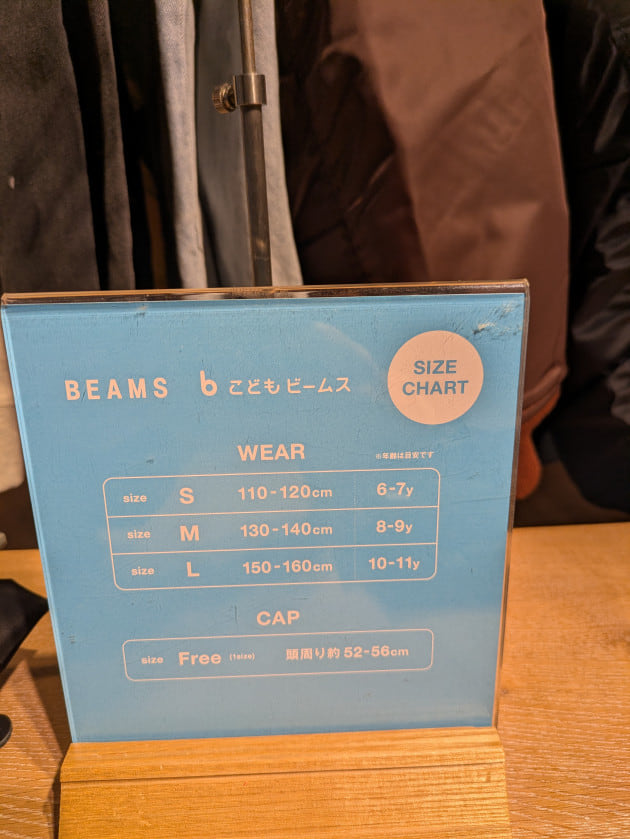 BEAMS b こども ビームス
SIZE
CHART
WEAR
※年齢は目安です
size S 110-120cm 6-7y
size M 130-140cm 8-9y
size L 150-160cm 10-11y
CAP
size Free (1size) 頭周り約 52-56cm